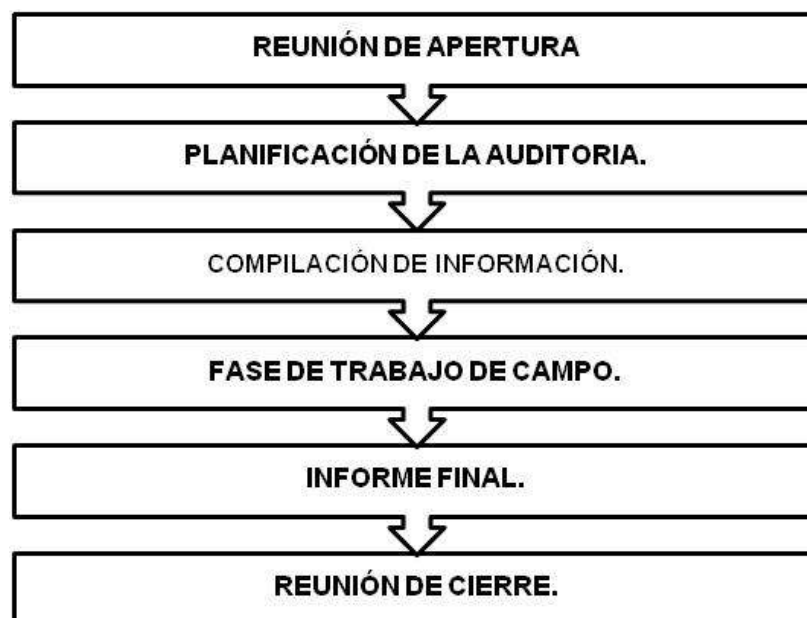 REUNIÓN DE APERTURA
PLANIFICACIÓN DE LA AUDITORIA.
COMPILACIÓN DE INFORMACIÓN.
FASE DE TRABAJO DE CAMPO.
INFORME FINAL.
REUNIÓN DE CIERRE.